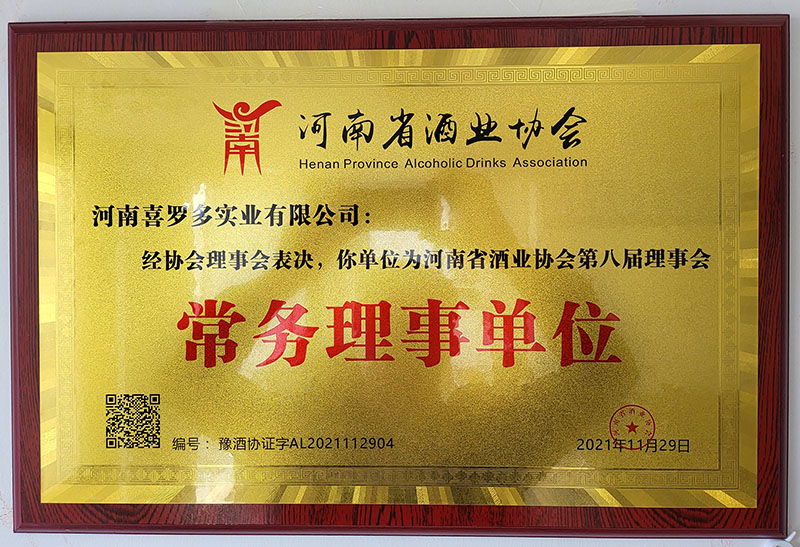 河南省酒业协会
Henan Province Alcoholic Drinks Association
河南喜罗多实业有限公司：
经协会理事会表决，你单位为河南省酒业协会第八届理事会
常务理事单位
编号：豫酒协证字AL2021112904
2021年11月29日